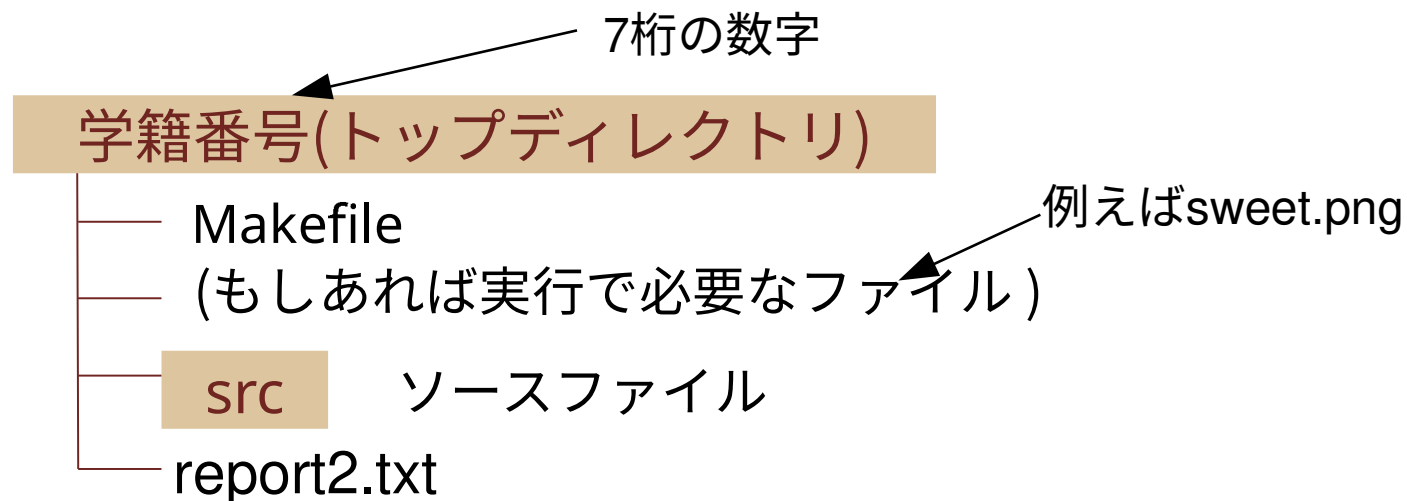 7桁の数字
学籍番号(トップディレクトリ)
Makefile
例えばsweet.png
(もしあれば実行で必要なファイル )
src ソースファイル
report2.txt